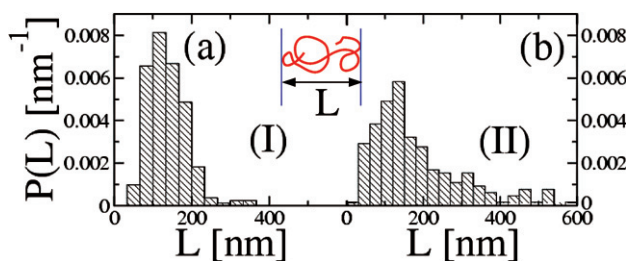 0.008 (a) (b) 0.008
0.006 0.006
0.004 L 0.004
0.002 (I) (II) 0.002
0 200 400 0 200 400 600
P(L) [nm⁻¹]
L [nm] L [nm]
0